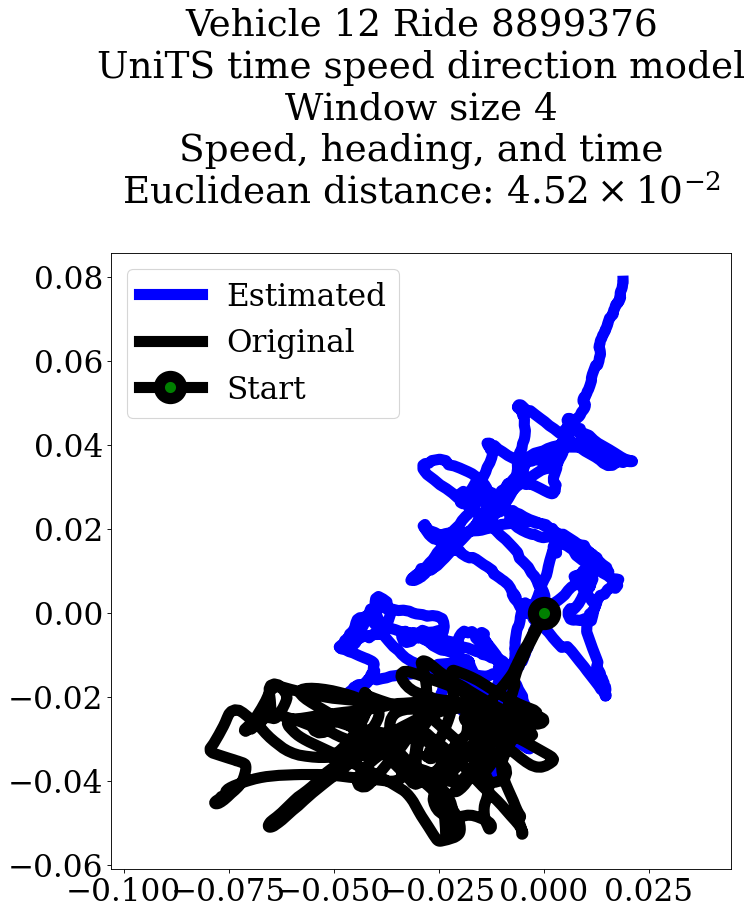 Vehicle 12 Ride 8899376
UniTS time speed direction model
Window size 4
Speed, heading, and time
Euclidean distance: 4.52 × 10⁻²
Estimated
Original
Start
0.08
0.06
0.04
0.02
0.00
−0.02
−0.04
−0.06
−0.100 −0.075 −0.050 −0.025 0.000 0.025